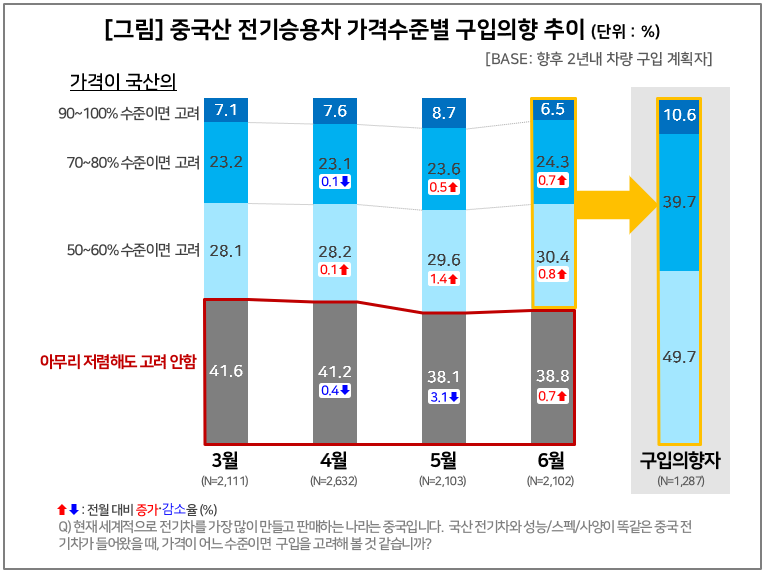 [그림] 중국산 전기승용차 가격수준별 구입의향 추이 (단위 : %)
[BASE: 향후 2년내 차량 구입 계획자]
가격이 국산의
90~100% 수준이면 고려
7.1
7.6
8.7
6.5
10.6
70~80% 수준이면 고려
23.2
23.1
0.1⬇
23.6
0.5⬆
24.3
0.7⬆
39.7
50~60% 수준이면 고려
28.1
28.2
0.1⬆
29.6
1.4⬆
30.4
0.8⬆
49.7
아무리 저렴해도 고려 안함
41.6
41.2
0.4⬇
38.1
3.1⬇
38.8
0.7⬆
3월
4월
5월
6월
구입의향자
(N=2,111)
(N=2,632)
(N=2,103)
(N=2,102)
(N=1,287)
⬆⬇: 전월 대비 증가·감소율 (%)
Q) 현재 세계적으로 전기차를 가장 많이 만들고 판매하는 나라는 중국입니다. 국산 전기차와 성능/스펙/사양이 똑같은 중국 전
기차가 들어왔을 때, 가격이 어느 수준이면 구입을 고려해 볼 것 같습니까?